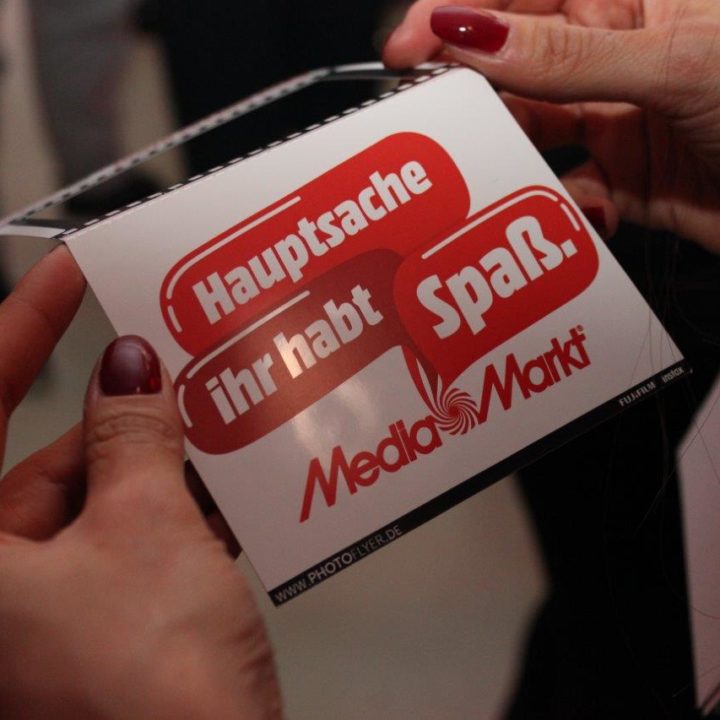 Hauptsache
ihr habt
Spaß.
Media Markt
WWW.PHOTOFLYER.DE
FUJIFILM instax